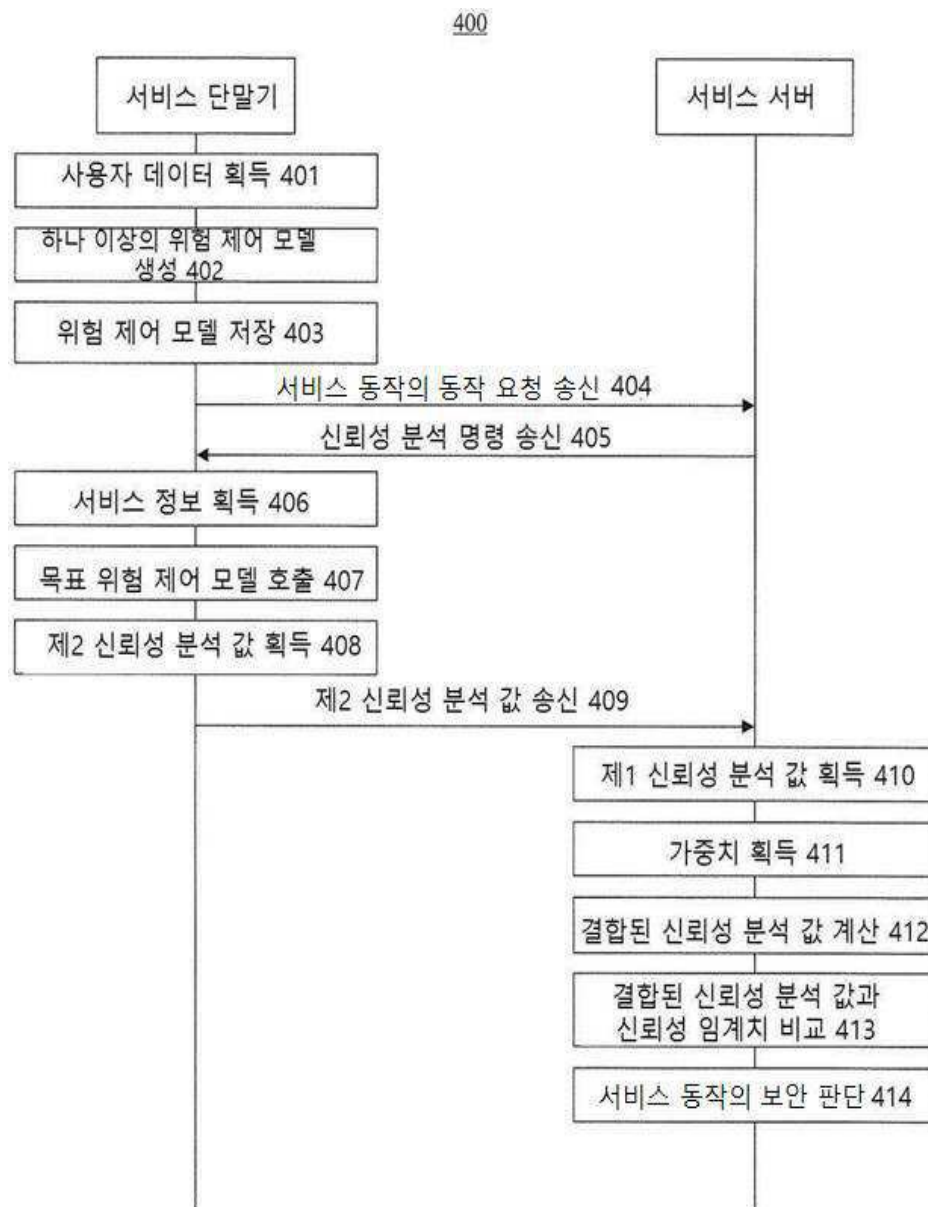 400
서비스 단말기
서비스 서버
사용자 데이터 획득 401
하나 이상의 위험 제어 모델
생성 402
위험 제어 모델 저장 403
서비스 동작의 동작 요청 송신 404
신뢰성 분석 명령 송신 405
서비스 정보 획득 406
목표 위험 제어 모델 호출 407
제2 신뢰성 분석 값 획득 408
제2 신뢰성 분석 값 송신 409
제1 신뢰성 분석 값 획득 410
가중치 획득 411
결합된 신뢰성 분석 값 계산 412
결합된 신뢰성 분석 값과
신뢰성 임계치 비교 413
서비스 동작의 보안 판단 414